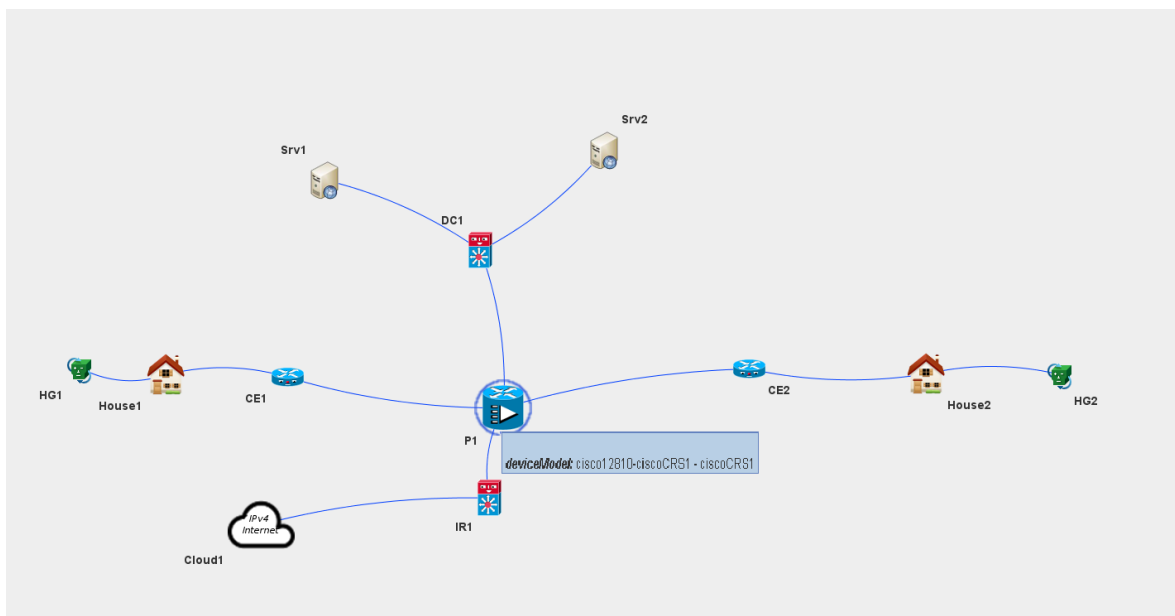 Srv2
Srv1
DC1
HG1
House1
CE1
CE2
House2
HG2
P1
deviceModel: cisco12810-ciscoCRS1 - ciscoCRS1
IPv4
Internet
IR1
Cloud1